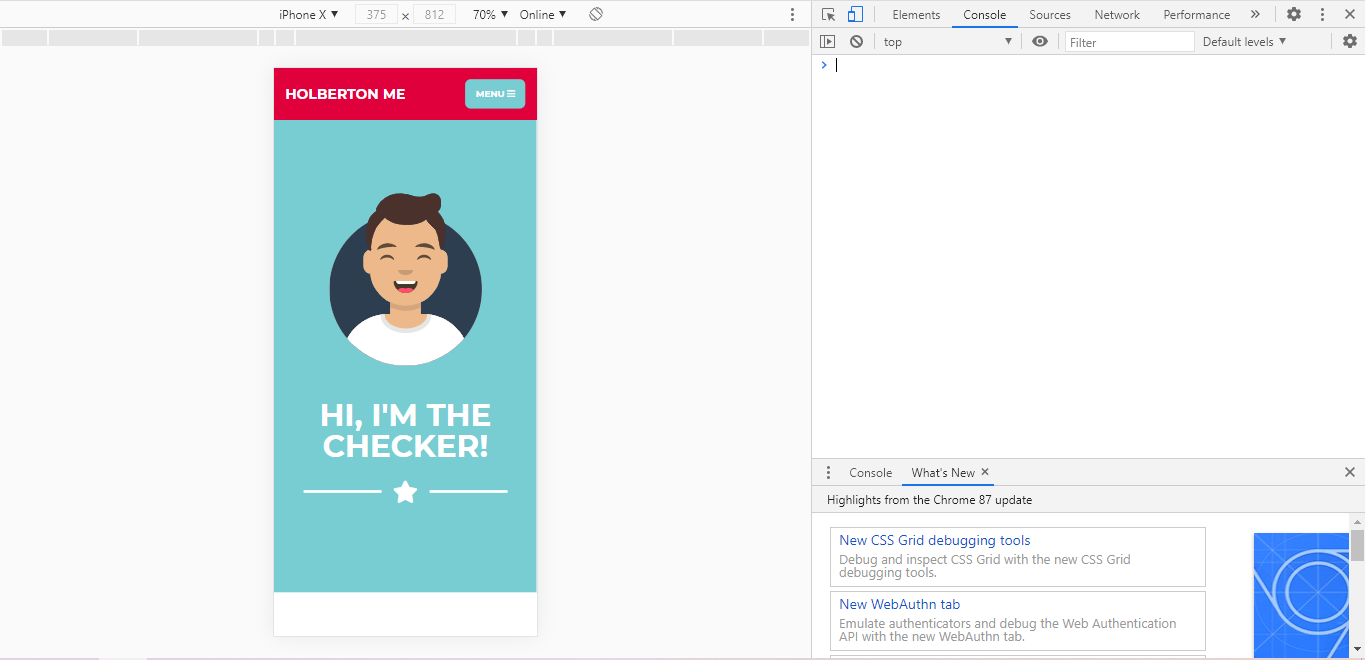 iPhone X ▼ 375 × 812 70% ▼ Online ▼
Elements Console Sources Network Performance »
top ▼ Filter Default levels ▼
HOLBERTON ME
MENU
HI, I'M THE
CHECKER!
Console What's New ×
Highlights from the Chrome 87 update
New CSS Grid debugging tools
Debug and inspect CSS Grid with the new CSS Grid
debugging tools.
New WebAuthn tab
Emulate authenticators and debug the Web Authentication
API with the new WebAuthn tab.